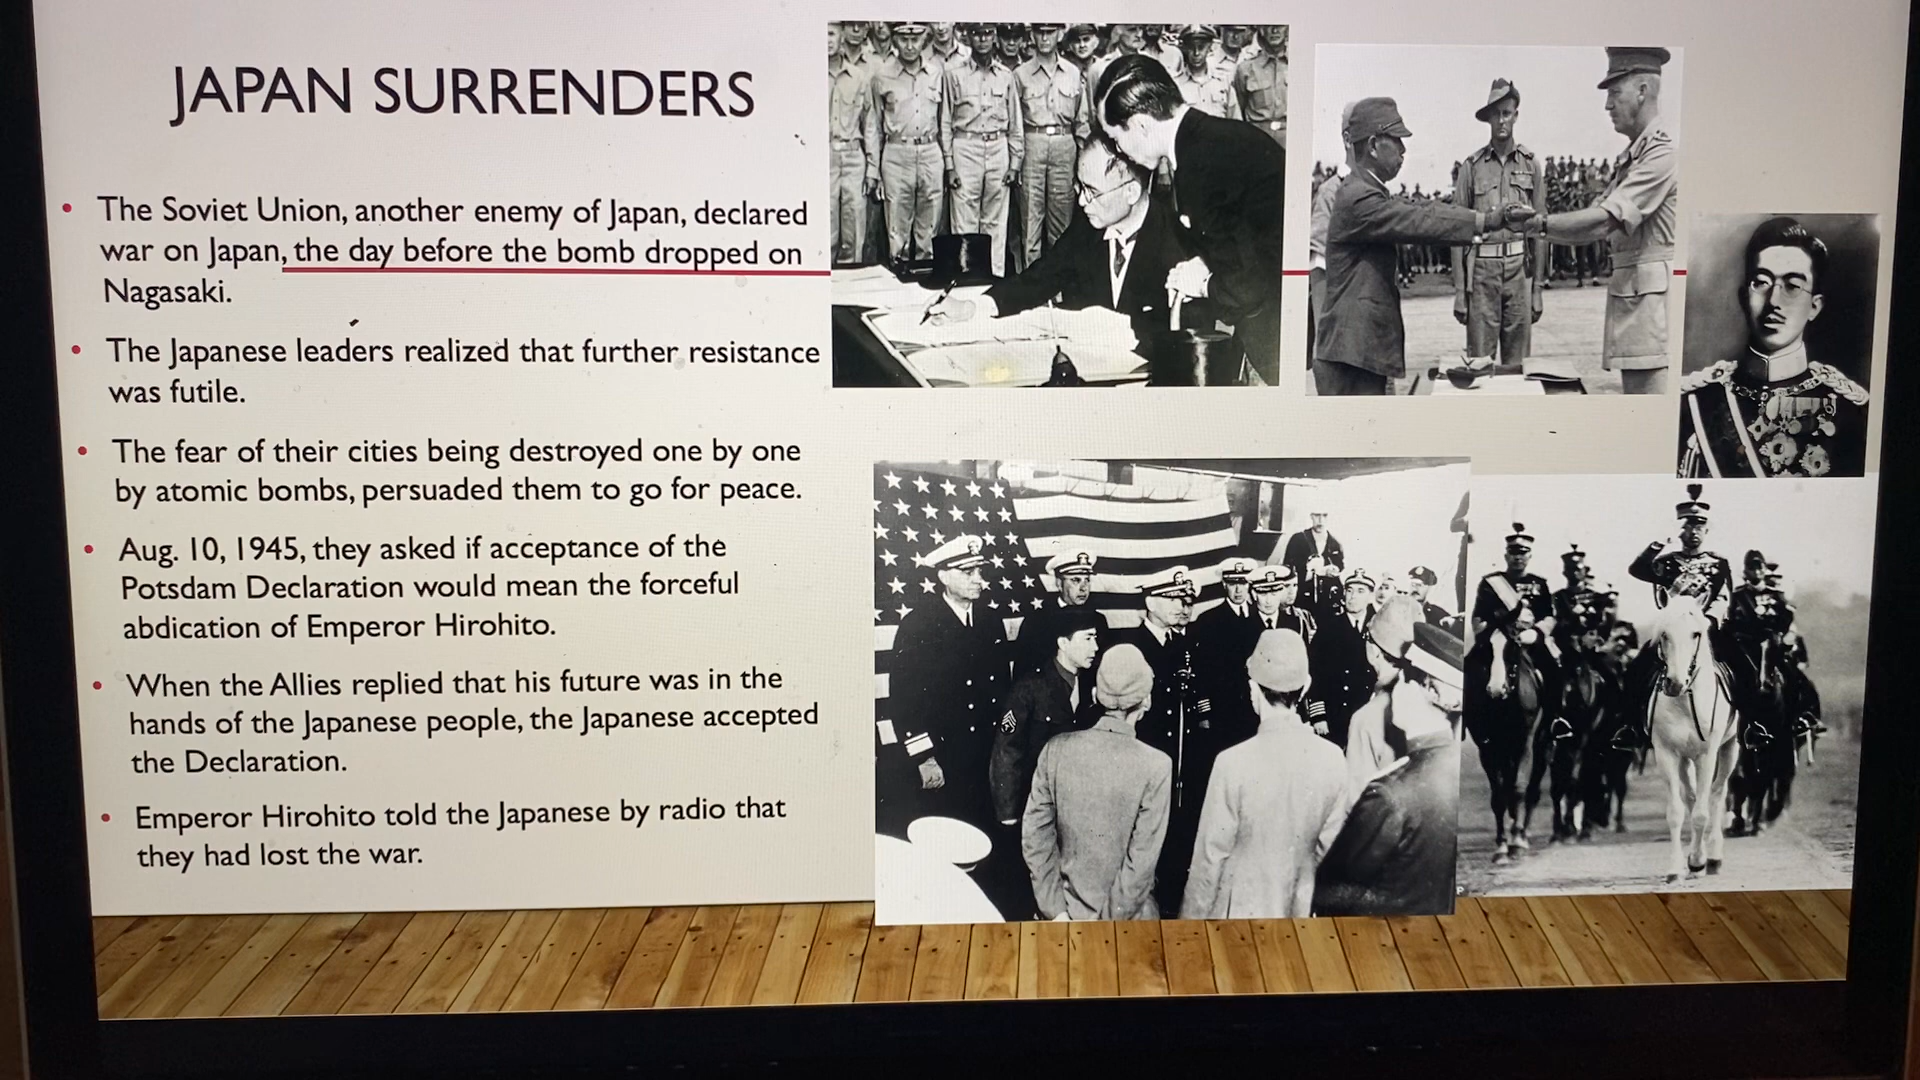 JAPAN SURRENDERS
• The Soviet Union, another enemy of Japan, declared
war on Japan, the day before the bomb dropped on
Nagasaki.
• The Japanese leaders realized that further resistance
was futile.
• The fear of their cities being destroyed one by one
by atomic bombs, persuaded them to go for peace.
• Aug. 10, 1945, they asked if acceptance of the
Potsdam Declaration would mean the forceful
abdication of Emperor Hirohito.
• When the Allies replied that his future was in the
hands of the Japanese people, the Japanese accepted
the Declaration.
• Emperor Hirohito told the Japanese by radio that
they had lost the war.
P